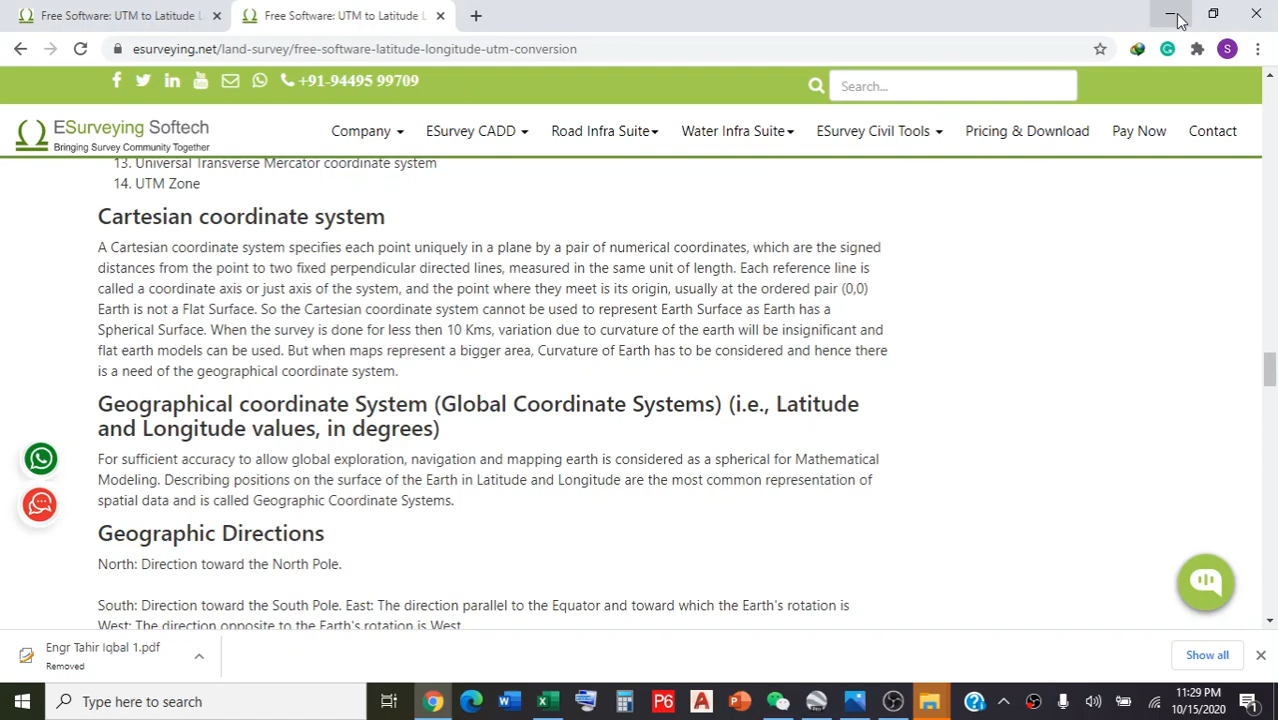 Free Software: UTM to Latitude L
Free Software: UTM to Latitude L
esurveying.net/land-survey/free-software-latitude-longitude-utm-conversion
S
+91-94495 99709
Search...
ESurveying Softech
Bringing Survey Community Together
Company
ESurvey CADD
Road Infra Suite
Water Infra Suite
ESurvey Civil Tools
Pricing & Download
Pay Now
Contact
13. Universal Transverse Mercator coordinate system
14. UTM Zone
Cartesian coordinate system
A Cartesian coordinate system specifies each point uniquely in a plane by a pair of numerical coordinates, which are the signed
distances from the point to two fixed perpendicular directed lines, measured in the same unit of length. Each reference line is
called a coordinate axis or just axis of the system, and the point where they meet is its origin, usually at the ordered pair (0,0)
Earth is not a Flat Surface. So the Cartesian coordinate system cannot be used to represent Earth Surface as Earth has a
Spherical Surface. When the survey is done for less then 10 Kms, variation due to curvature of the earth will be insignificant and
flat earth models can be used. But when maps represent a bigger area, Curvature of Earth has to be considered and hence there
is a need of the geographical coordinate system.
Geographical coordinate System (Global Coordinate Systems) (i.e., Latitude
and Longitude values, in degrees)
For sufficient accuracy to allow global exploration, navigation and mapping earth is considered as a spherical for Mathematical
Modeling. Describing positions on the surface of the Earth in Latitude and Longitude are the most common representation of
spatial data and is called Geographic Coordinate Systems.
Geographic Directions
North: Direction toward the North Pole.
South: Direction toward the South Pole. East: The direction parallel to the Equator and toward which the Earth's rotation is
West: The direction opposite to the Earth's rotation is West
Engr Tahir Iqbal 1.pdf
Removed
Show all
Type here to search
P6
11:29 PM
10/15/2020
1